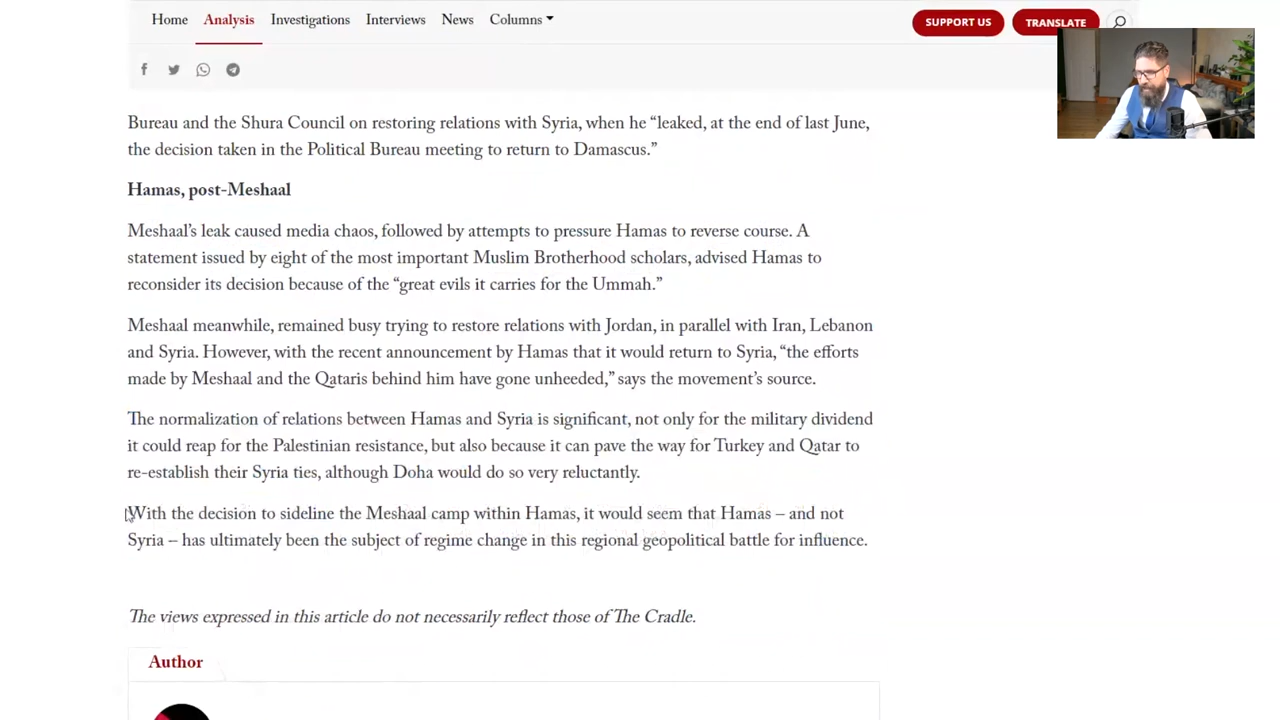 Home Analysis Investigations Interviews News Columns SUPPORT US TRANSLATE
Bureau and the Shura Council on restoring relations with Syria, when he “leaked, at the end of last June,
the decision taken in the Political Bureau meeting to return to Damascus.”
Hamas, post-Meshaal
Meshaal’s leak caused media chaos, followed by attempts to pressure Hamas to reverse course. A
statement issued by eight of the most important Muslim Brotherhood scholars, advised Hamas to
reconsider its decision because of the “great evils it carries for the Ummah.”
Meshaal meanwhile, remained busy trying to restore relations with Jordan, in parallel with Iran, Lebanon
and Syria. However, with the recent announcement by Hamas that it would return to Syria, “the efforts
made by Meshaal and the Qataris behind him have gone unheeded,” says the movement’s source.
The normalization of relations between Hamas and Syria is significant, not only for the military dividend
it could reap for the Palestinian resistance, but also because it can pave the way for Turkey and Qatar to
re-establish their Syria ties, although Doha would do so very reluctantly.
With the decision to sideline the Meshaal camp within Hamas, it would seem that Hamas – and not
Syria – has ultimately been the subject of regime change in this regional geopolitical battle for influence.
The views expressed in this article do not necessarily reflect those of The Cradle.
Author